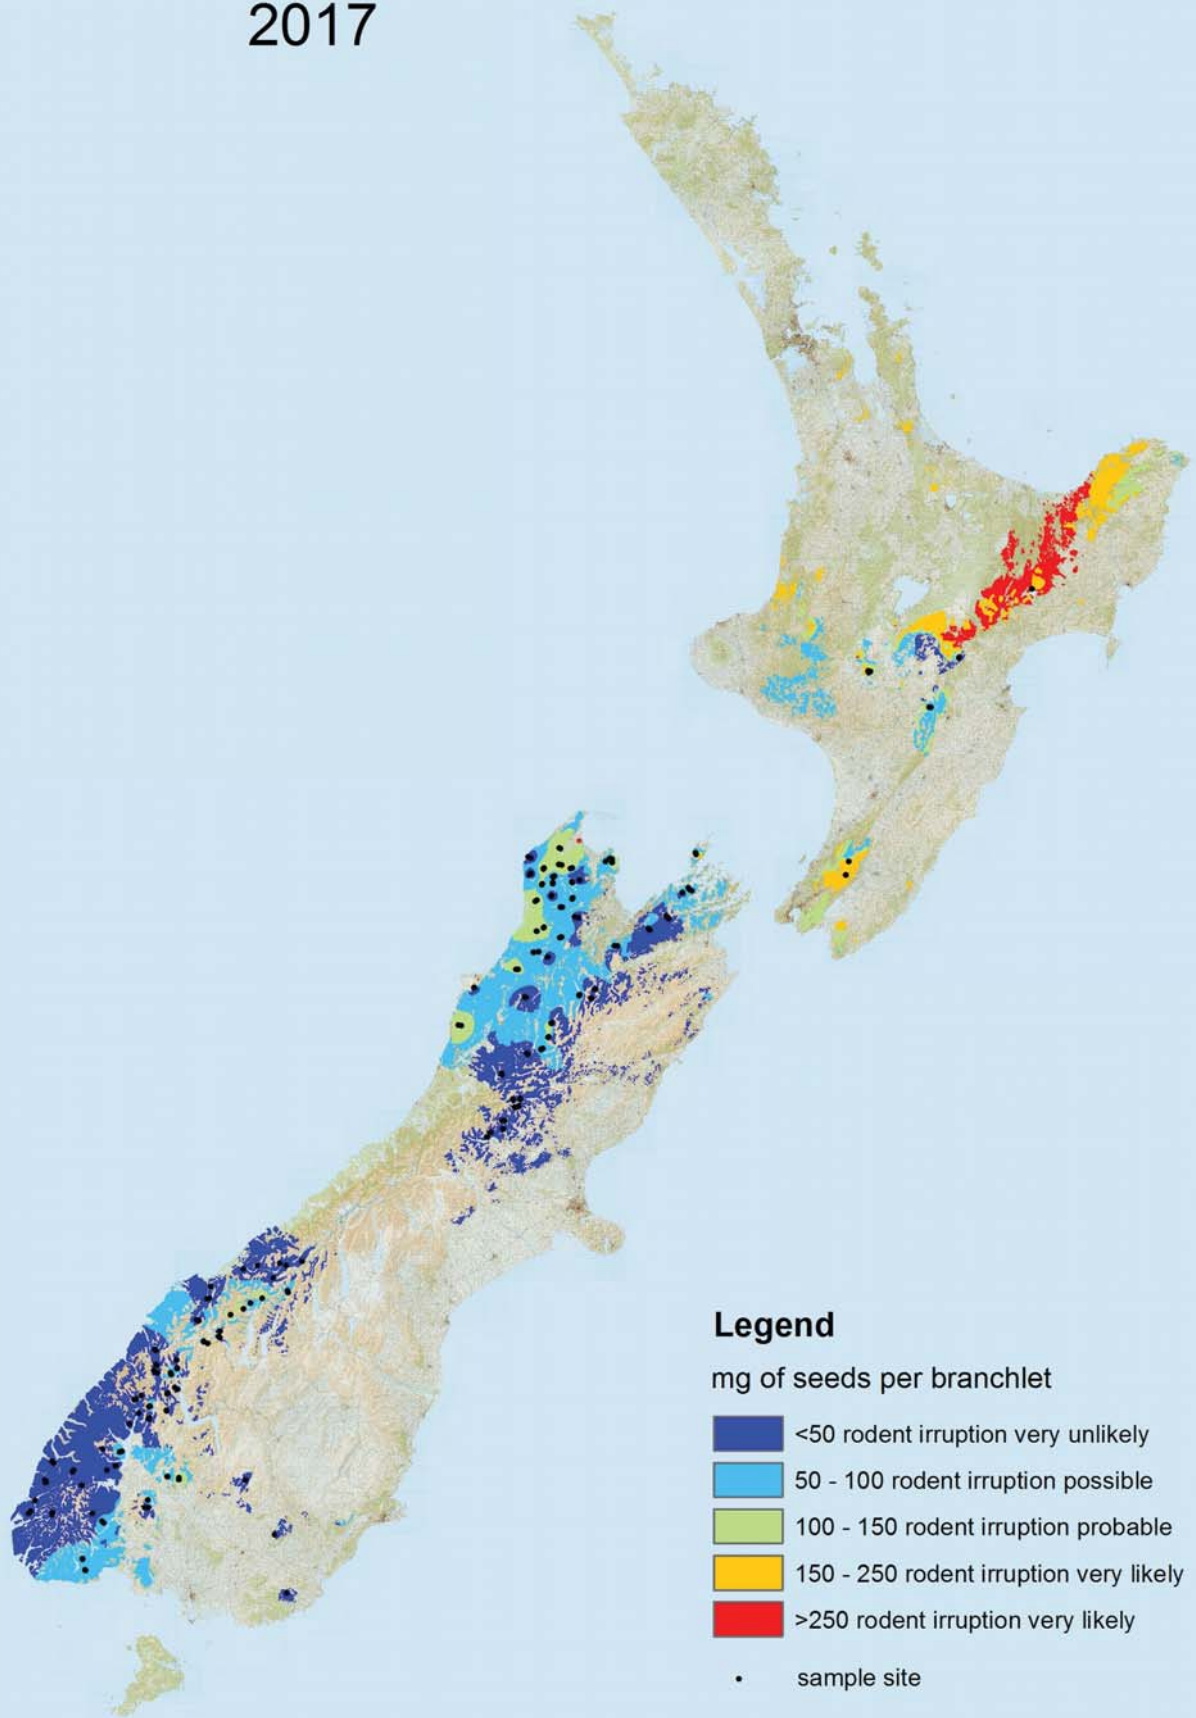 2017
Legend
mg of seeds per branchlet
<50 rodent irruption very unlikely
50 - 100 rodent irruption possible
100 - 150 rodent irruption probable
150 - 250 rodent irruption very likely
>250 rodent irruption very likely
sample site